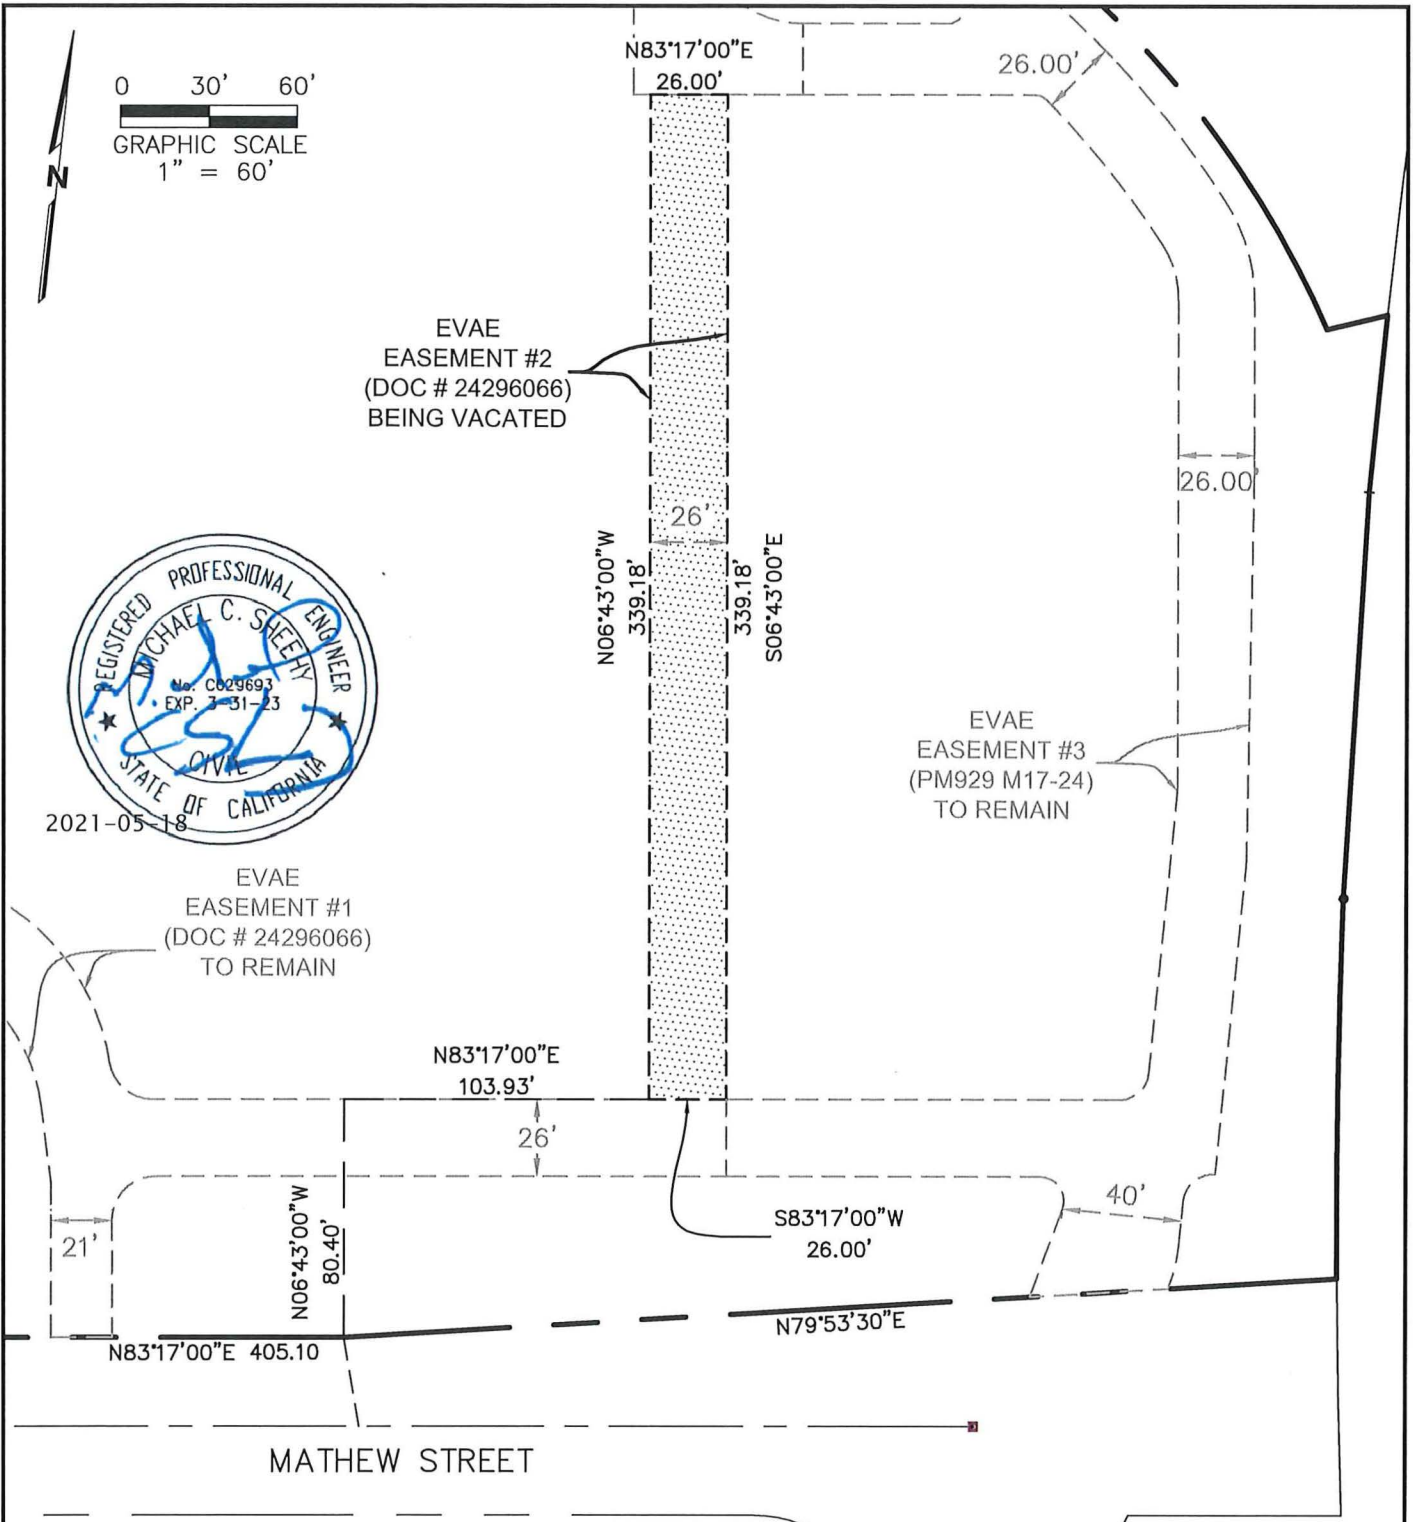 N83°17'00"E
26.00'
26.00'
0 30' 60'
GRAPHIC SCALE
1" = 60'
N
EVAE
EASEMENT #2
(DOC # 24296066)
BEING VACATED
26.00'
26'
N06°43'00"W
339.18'
339.18'
S06°43'00"E
REGISTERED PROFESSIONAL ENGINEER
MICHAEL C. SHEEHY
No. C029693
EXP. 3-31-23
CIVIL
STATE OF CALIFORNIA
2021-05-18
EVAE
EASEMENT #3
(PM929 M17-24)
TO REMAIN
EVAE
EASEMENT #1
(DOC # 24296066)
TO REMAIN
N83°17'00"E
103.93'
26'
40'
N06°43'00"W
80.40'
21'
S83°17'00"W
26.00'
N79°53'30"E
N83°17'00"E 405.10
MATHEW STREET